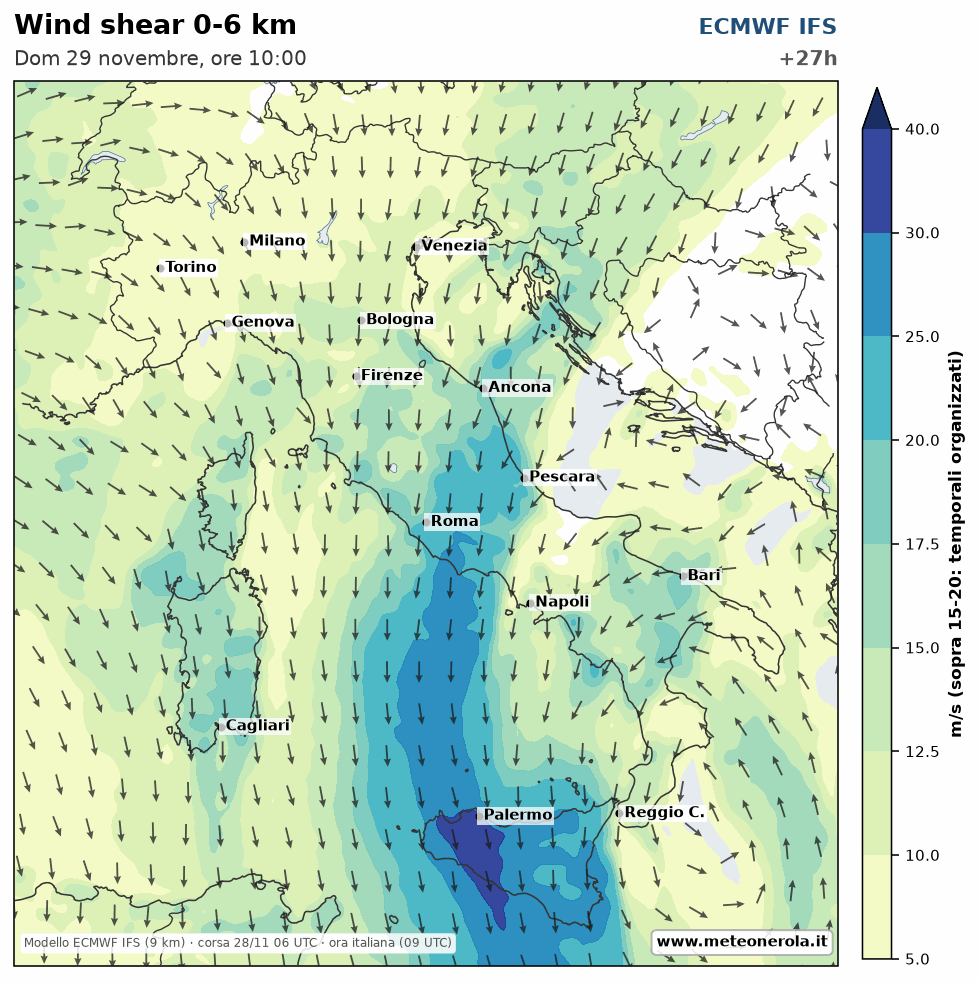 Wind shear 0-6 km
ECMWF IFS
Dom 29 novembre, ore 10:00
+27h
Milano
Venezia
Torino
Genova
Bologna
Firenze
Ancona
Pescara
Roma
Bari
Napoli
Cagliari
Palermo
Reggio C.
40.0
30.0
25.0
20.0
17.5
15.0
12.5
10.0
5.0
m/s (sopra 15-20: temporali organizzati)
Modello ECMWF IFS (9 km) · corsa 28/11 06 UTC · ora italiana (09 UTC)
www.meteonerola.it